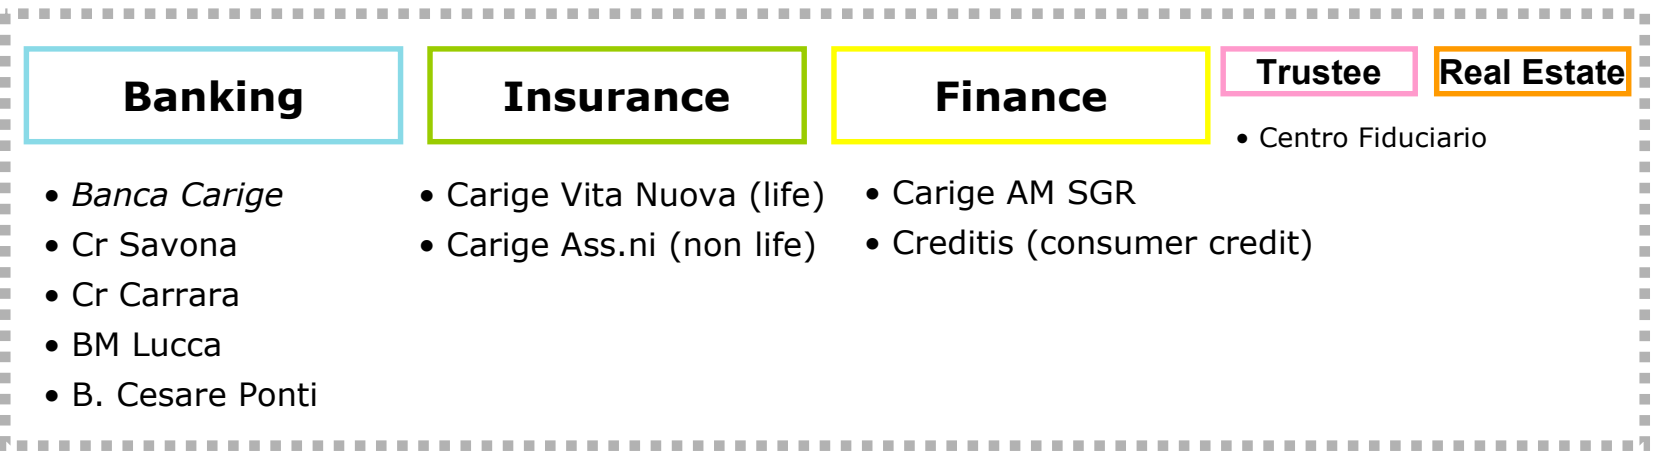 Banking
• Banca Carige
• Cr Savona
• Cr Carrara
• BM Lucca
• B. Cesare Ponti
Insurance
• Carige Vita Nuova (life)
• Carige Ass.ni (non life)
Finance
• Carige AM SGR
• Creditis (consumer credit)
Trustee
• Centro Fiduciario
Real Estate